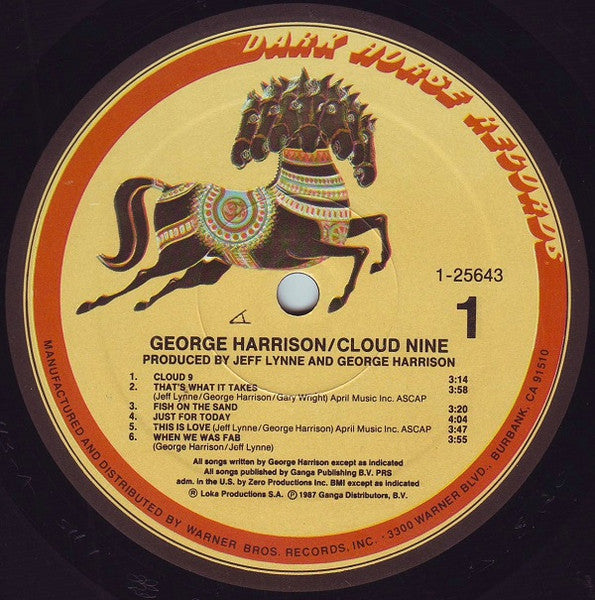 DARK HORSE RECORDS
1-25643
1
GEORGE HARRISON/CLOUD NINE
PRODUCED BY JEFF LYNNE AND GEORGE HARRISON
1. CLOUD 9 3:14
2. THAT'S WHAT IT TAKES 3:58
(Jeff Lynne/George Harrison/Gary Wright) April Music Inc. ASCAP
3. FISH ON THE SAND 3:20
4. JUST FOR TODAY 4:04
5. THIS IS LOVE (Jeff Lynne/George Harrison) April Music Inc. ASCAP 3:47
6. WHEN WE WAS FAB 3:55
(George Harrison/Jeff Lynne)
All songs written by George Harrison except as indicated
All songs published by Ganga Publishing B.V. PRS
adm. in the U.S. by Zero Productions Inc. BMI except as indicated
® Loka Productions S.A. ℗ 1987 Ganga Distributors, B.V.
MANUFACTURED AND DISTRIBUTED BY WARNER BROS. RECORDS, INC. · 3300 WARNER BLVD., BURBANK, CA 91510